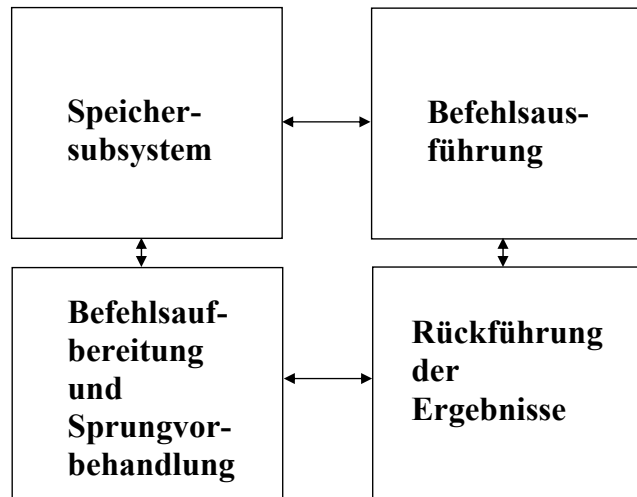 Speicher-
subsystem
Befehlsaus-
führung
Befehlsauf-
bereitung
und
Sprungvor-
behandlung
Rückführung
der
Ergebnisse